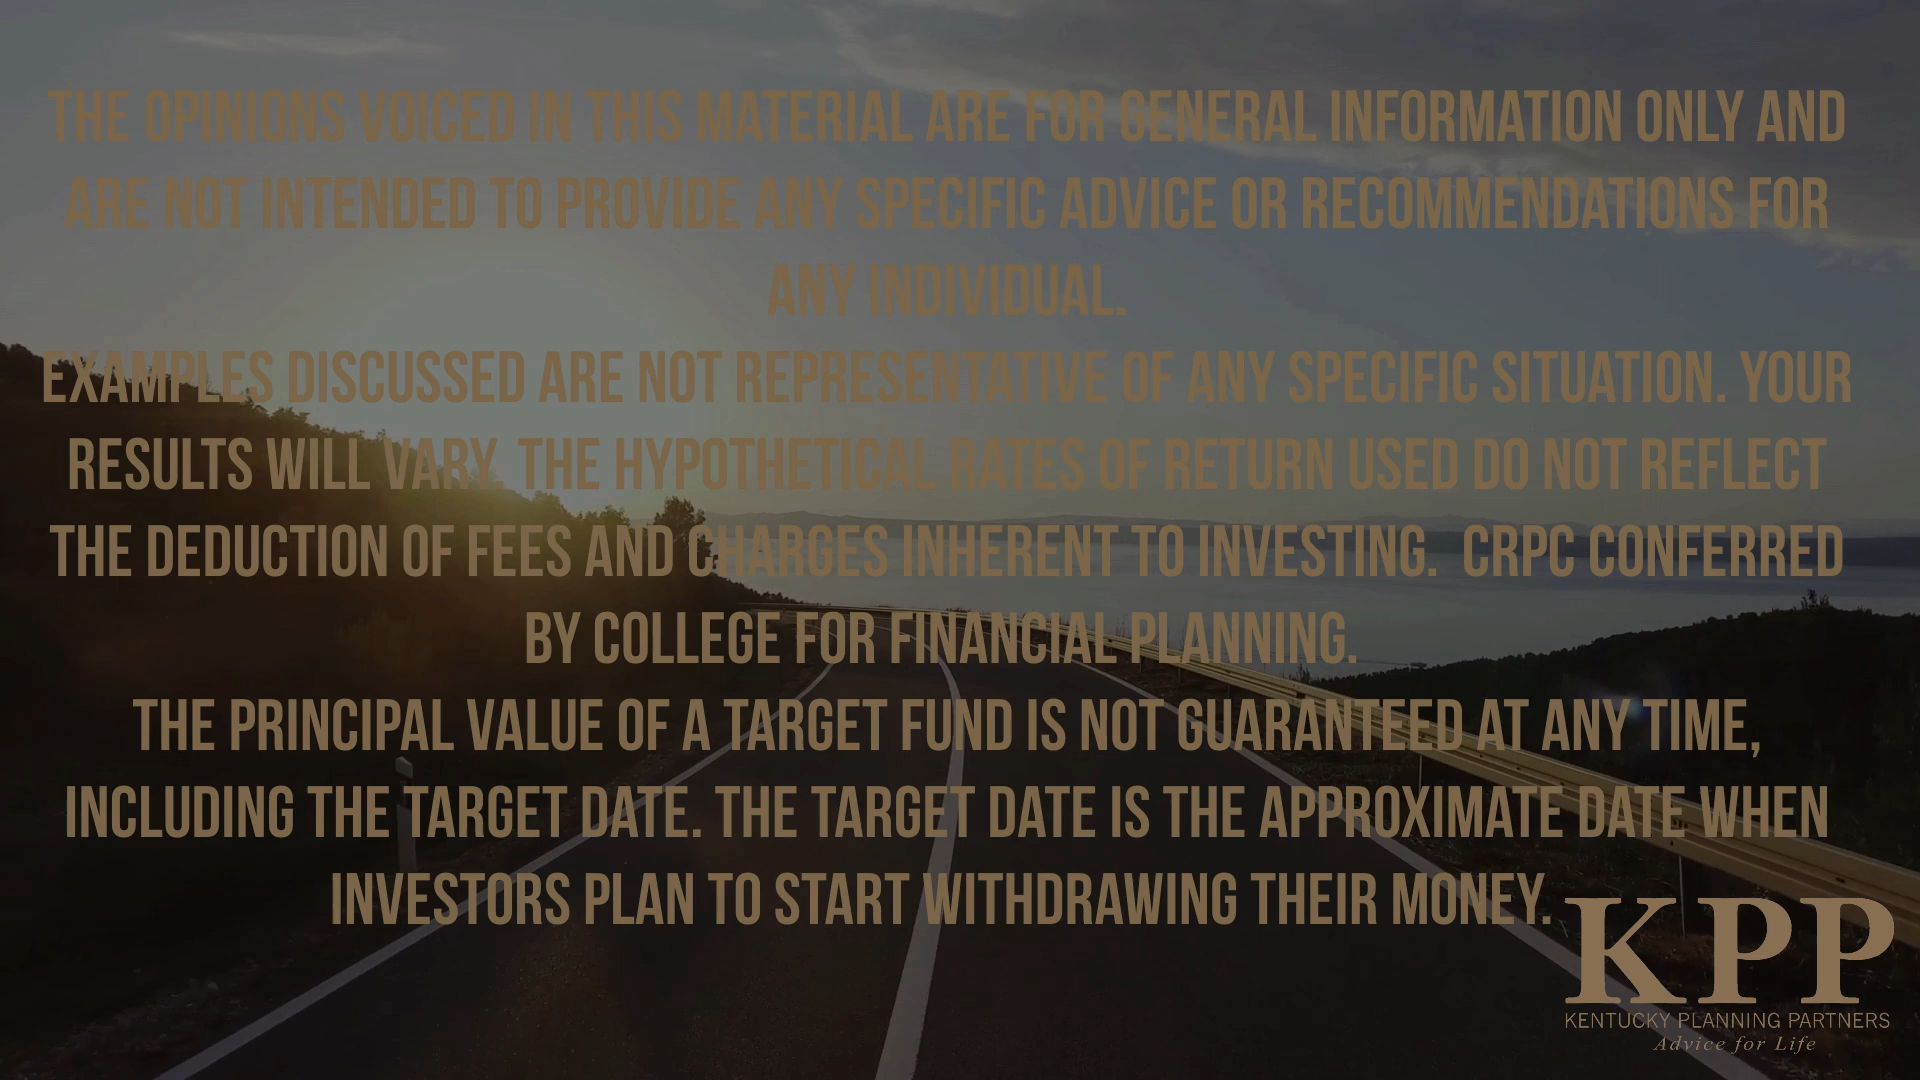 THE OPINIONS VOICED IN THIS MATERIAL ARE FOR GENERAL INFORMATION ONLY AND
ARE NOT INTENDED TO PROVIDE ANY SPECIFIC ADVICE OR RECOMMENDATIONS FOR
ANY INDIVIDUAL.
EXAMPLES DISCUSSED ARE NOT REPRESENTATIVE OF ANY SPECIFIC SITUATION. YOUR
RESULTS WILL VARY. THE HYPOTHETICAL RATES OF RETURN USED DO NOT REFLECT
THE DEDUCTION OF FEES AND CHARGES INHERENT TO INVESTING.  CRPC CONFERRED
BY COLLEGE FOR FINANCIAL PLANNING.
THE PRINCIPAL VALUE OF A TARGET FUND IS NOT GUARANTEED AT ANY TIME,
INCLUDING THE TARGET DATE. THE TARGET DATE IS THE APPROXIMATE DATE WHEN
INVESTORS PLAN TO START WITHDRAWING THEIR MONEY.
KPP
KENTUCKY PLANNING PARTNERS
Advice for Life